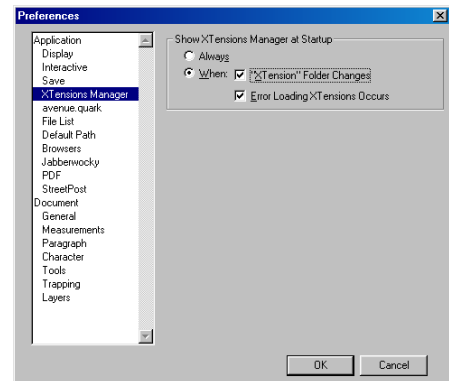 Preferences
Application
Display
Interactive
Save
XTensions Manager
avenue.quark
File List
Default Path
Browsers
Jabberwocky
PDF
StreetPost
Document
General
Measurements
Paragraph
Character
Tools
Trapping
Layers
Show XTensions Manager at Startup
Always
When:
"XTension" Folder Changes
Error Loading XTensions Occurs
OK
Cancel